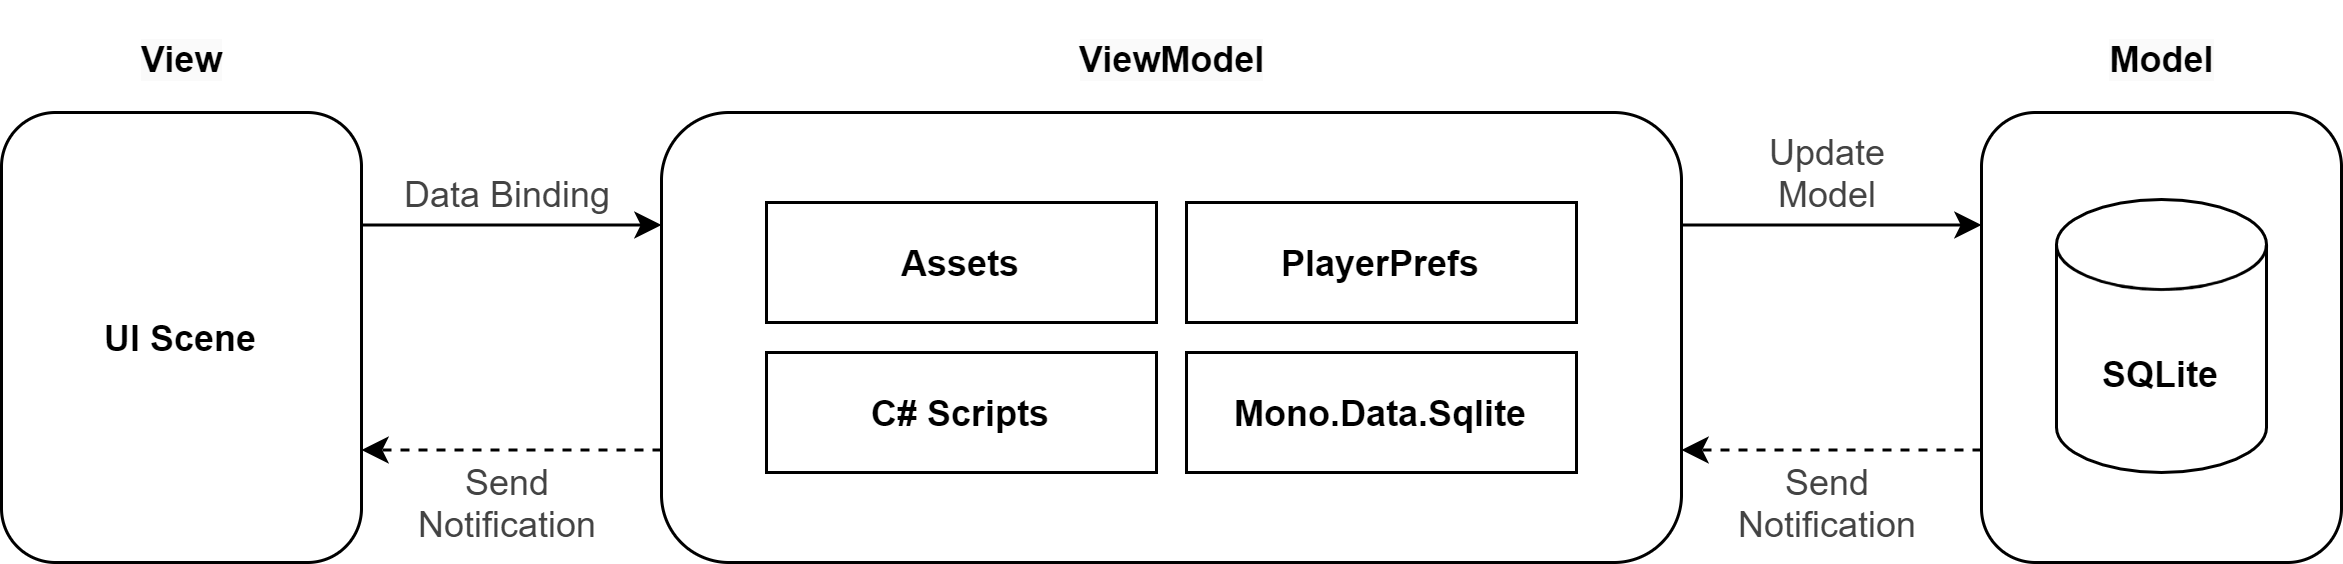 View
ViewModel
Model
Data Binding
Update
Model
Assets
PlayerPrefs
UI Scene
SQLite
C# Scripts
Mono.Data.Sqlite
Send
Notification
Send
Notification